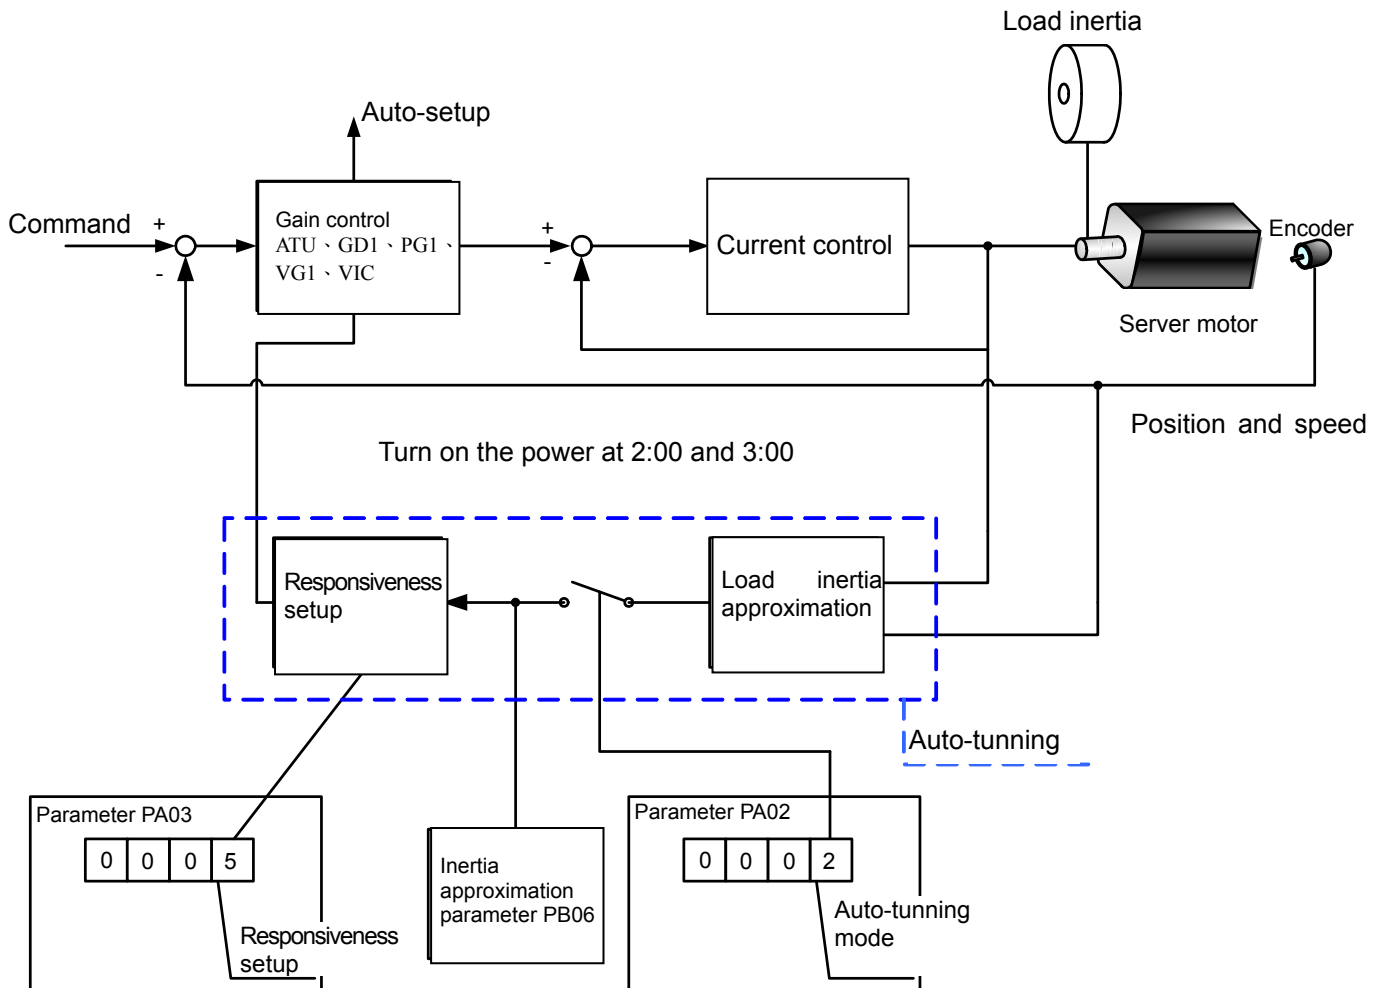 Load inertia
Auto-setup
Command
+
-
Gain control
ATU、GD1、PG1、
VG1、VIC
+
-
Current control
Encoder
Server motor
Position and speed
Turn on the power at 2:00 and 3:00
Responsiveness
setup
Load inertia
approximation
Auto-tunning
Parameter PA03
0 0 0 5
Responsiveness
setup
Inertia
approximation
parameter PB06
Parameter PA02
0 0 0 2
Auto-tunning
mode